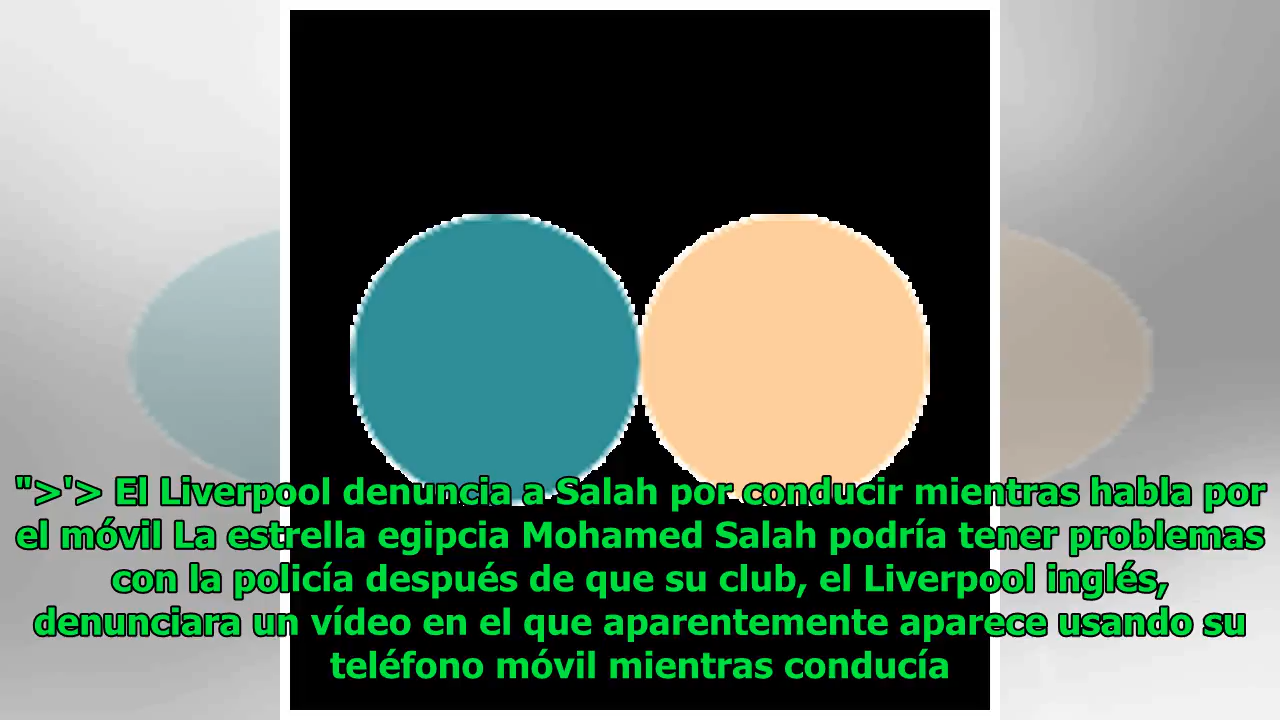 ">'> El Liverpool denuncia a Salah por conducir mientras habla por
el móvil La estrella egipcia Mohamed Salah podría tener problemas
con la policía después de que su club, el Liverpool inglés,
denunciara un vídeo en el que aparentemente aparece usando su
teléfono móvil mientras conducía